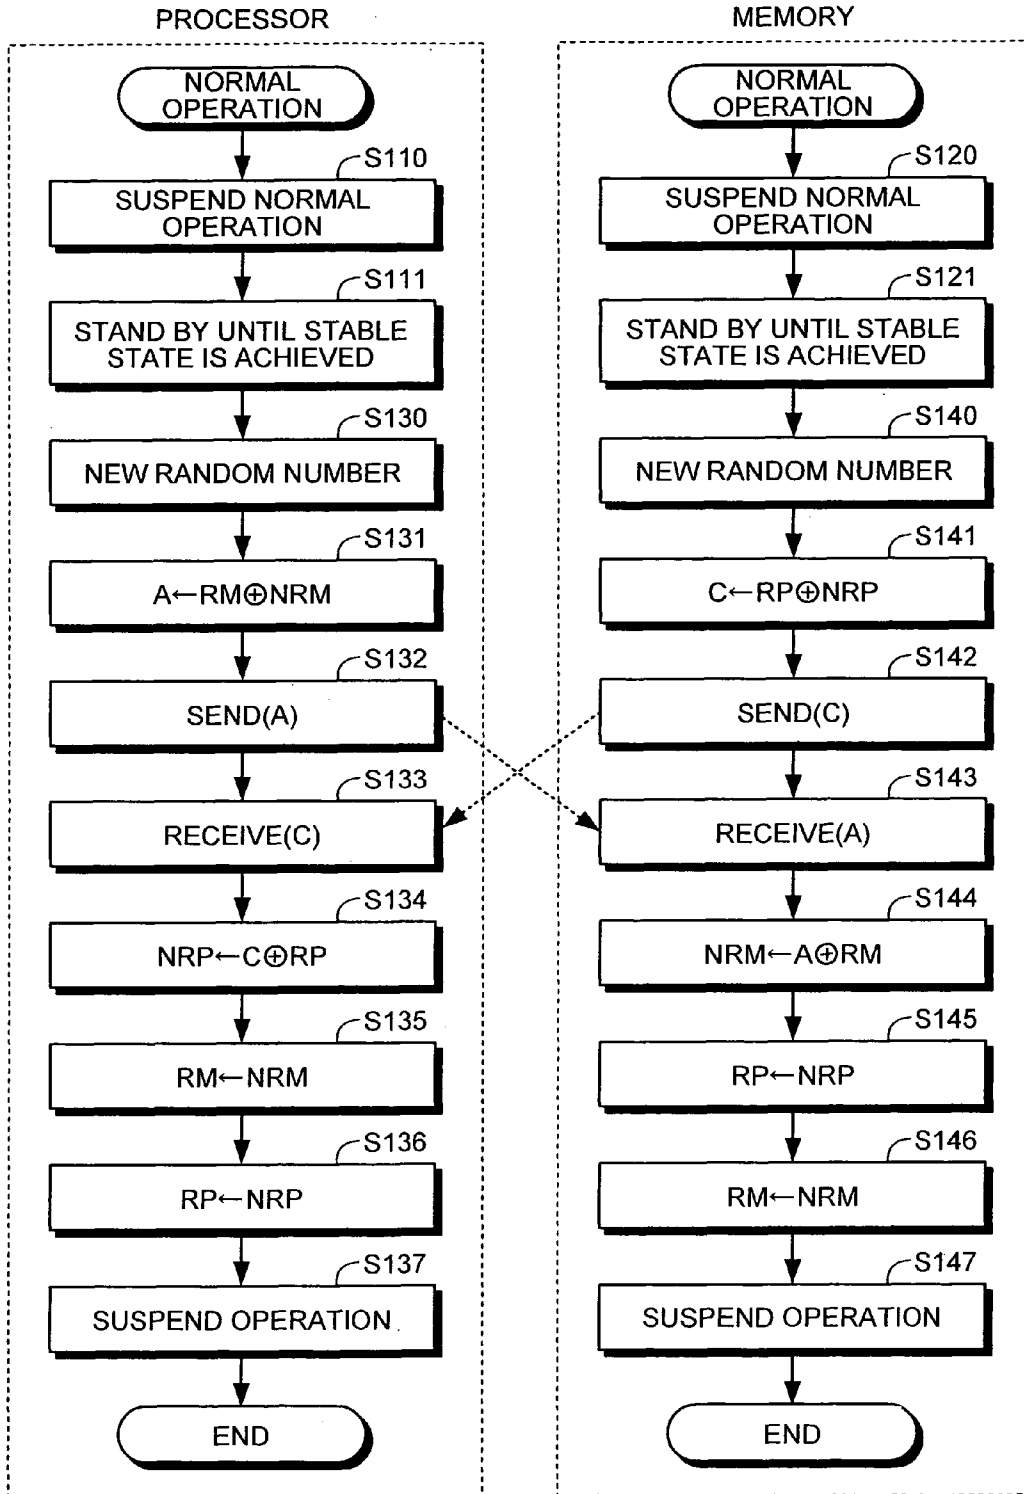 PROCESSOR
NORMAL
OPERATION
S110
SUSPEND NORMAL
OPERATION
S111
STAND BY UNTIL STABLE
STATE IS ACHIEVED
S130
NEW RANDOM NUMBER
S131
A←RM⊕NRM
S132
SEND(A)
S133
RECEIVE(C)
S134
NRP←C⊕RP
S135
RM←NRM
S136
RP←NRP
S137
SUSPEND OPERATION
END
MEMORY
NORMAL
OPERATION
S120
SUSPEND NORMAL
OPERATION
S121
STAND BY UNTIL STABLE
STATE IS ACHIEVED
S140
NEW RANDOM NUMBER
S141
C←RP⊕NRP
S142
SEND(C)
S143
RECEIVE(A)
S144
NRM←A⊕RM
S145
RP←NRP
S146
RM←NRM
S147
SUSPEND OPERATION
END